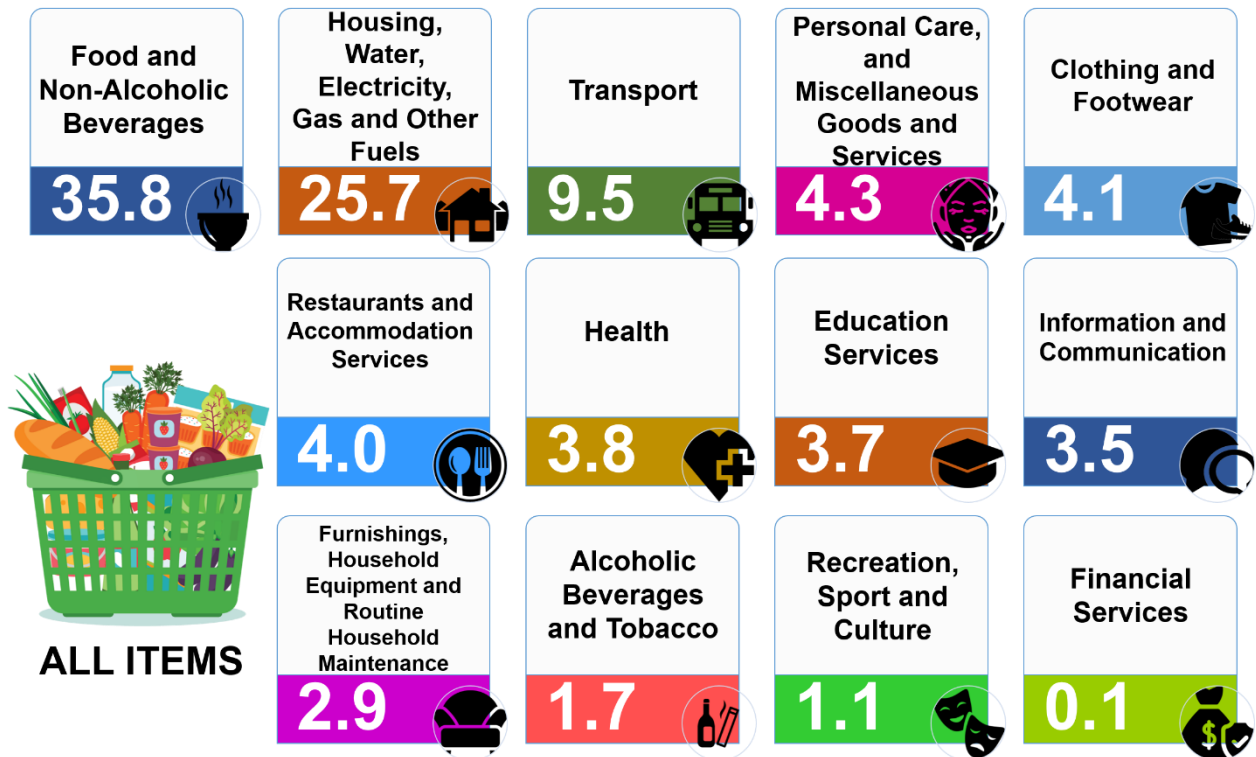 Food and
Non-Alcoholic
Beverages
35.8
Housing,
Water,
Electricity,
Gas and Other
Fuels
25.7
Transport
9.5
Personal Care,
and
Miscellaneous
Goods and
Services
4.3
Clothing and
Footwear
4.1
Restaurants and
Accommodation
Services
4.0
Health
3.8
Education
Services
3.7
Information and
Communication
3.5
ALL ITEMS
Furnishings,
Household
Equipment and
Routine
Household
Maintenance
2.9
Alcoholic
Beverages
and Tobacco
1.7
Recreation,
Sport and
Culture
1.1
Financial
Services
0.1
$